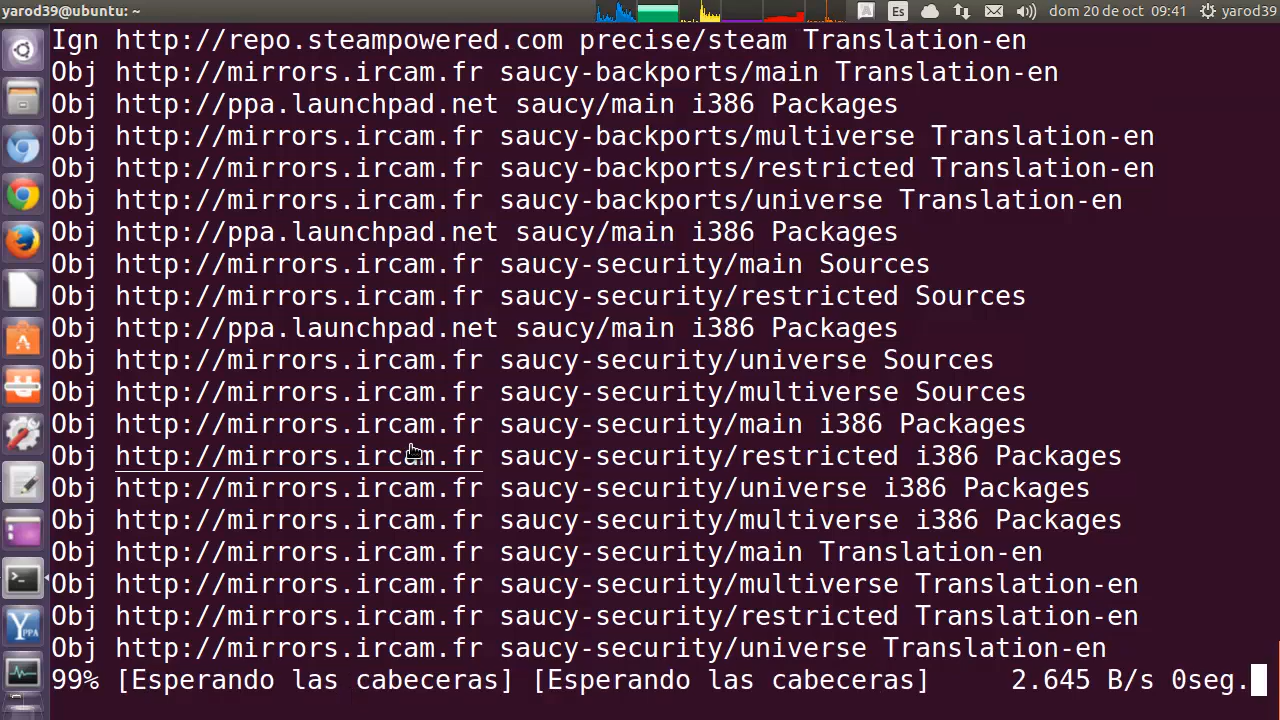 yarod39@ubuntu: ~
A
Es
dom 20 de oct 09:41
yarod39
Ign http://repo.steampowered.com precise/steam Translation-en
Obj http://mirrors.ircam.fr saucy-backports/main Translation-en
Obj http://ppa.launchpad.net saucy/main i386 Packages
Obj http://mirrors.ircam.fr saucy-backports/multiverse Translation-en
Obj http://mirrors.ircam.fr saucy-backports/restricted Translation-en
Obj http://mirrors.ircam.fr saucy-backports/universe Translation-en
Obj http://ppa.launchpad.net saucy/main i386 Packages
Obj http://mirrors.ircam.fr saucy-security/main Sources
Obj http://mirrors.ircam.fr saucy-security/restricted Sources
Obj http://ppa.launchpad.net saucy/main i386 Packages
Obj http://mirrors.ircam.fr saucy-security/universe Sources
Obj http://mirrors.ircam.fr saucy-security/multiverse Sources
Obj http://mirrors.ircam.fr saucy-security/main i386 Packages
Obj http://mirrors.ircam.fr saucy-security/restricted i386 Packages
Obj http://mirrors.ircam.fr saucy-security/universe i386 Packages
Obj http://mirrors.ircam.fr saucy-security/multiverse i386 Packages
Obj http://mirrors.ircam.fr saucy-security/main Translation-en
Obj http://mirrors.ircam.fr saucy-security/multiverse Translation-en
Obj http://mirrors.ircam.fr saucy-security/restricted Translation-en
Obj http://mirrors.ircam.fr saucy-security/universe Translation-en
99% [Esperando las cabeceras] [Esperando las cabeceras] 2.645 B/s 0seg.
Y PPA